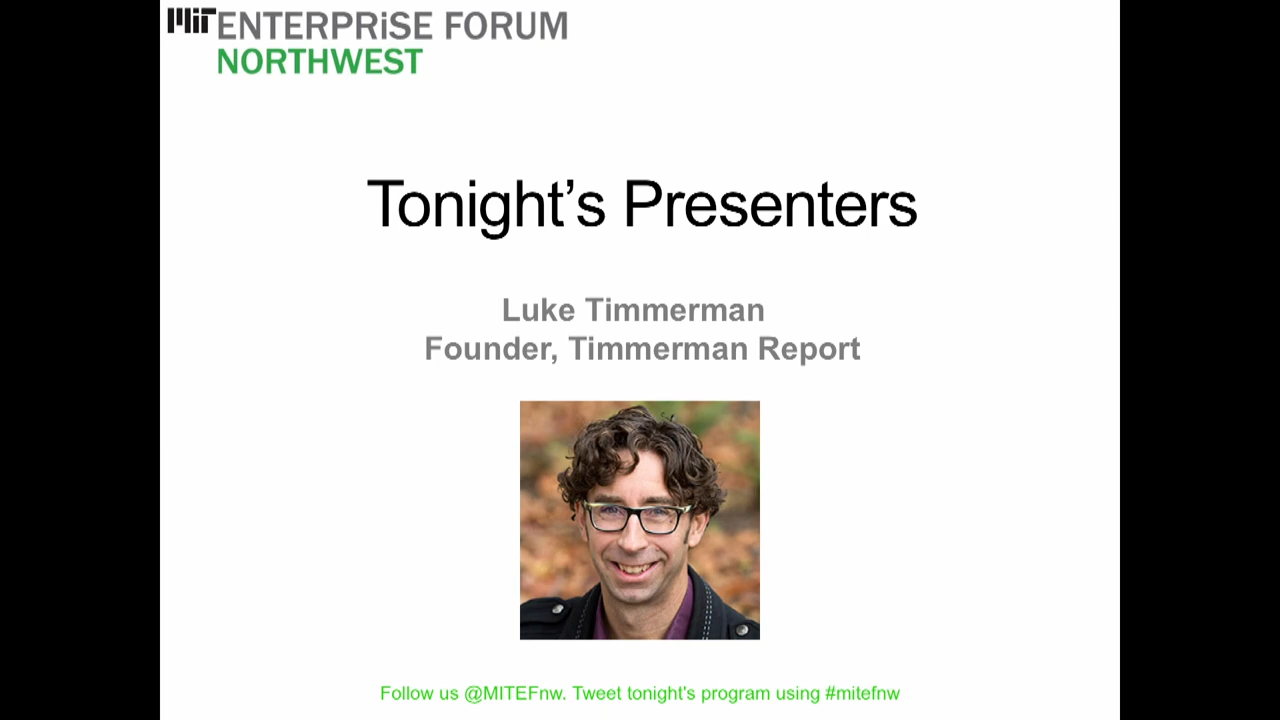 MiT ENTERPRiSE FORUM
NORTHWEST
Tonight’s Presenters
Luke Timmerman
Founder, Timmerman Report
Follow us @MITEFnw. Tweet tonight's program using #mitefnw